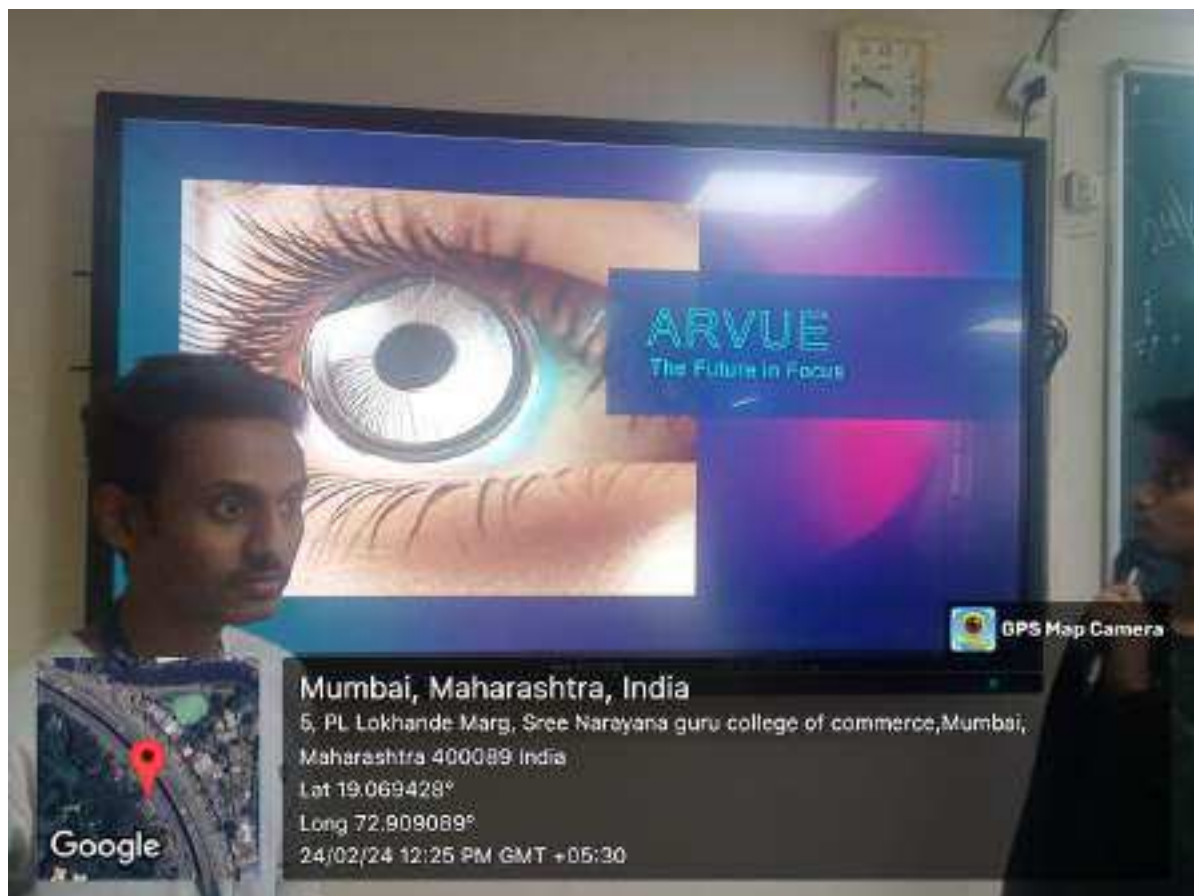 ARVUE
The Future in Focus
GPS Map Camera
Mumbai, Maharashtra, India
5, PL Lokhande Marg, Sree Narayana guru college of commerce,Mumbai,
Maharashtra 400089 India
Lat 19.069428°
Long 72.909089°
24/02/24 12:25 PM GMT +05:30
Google